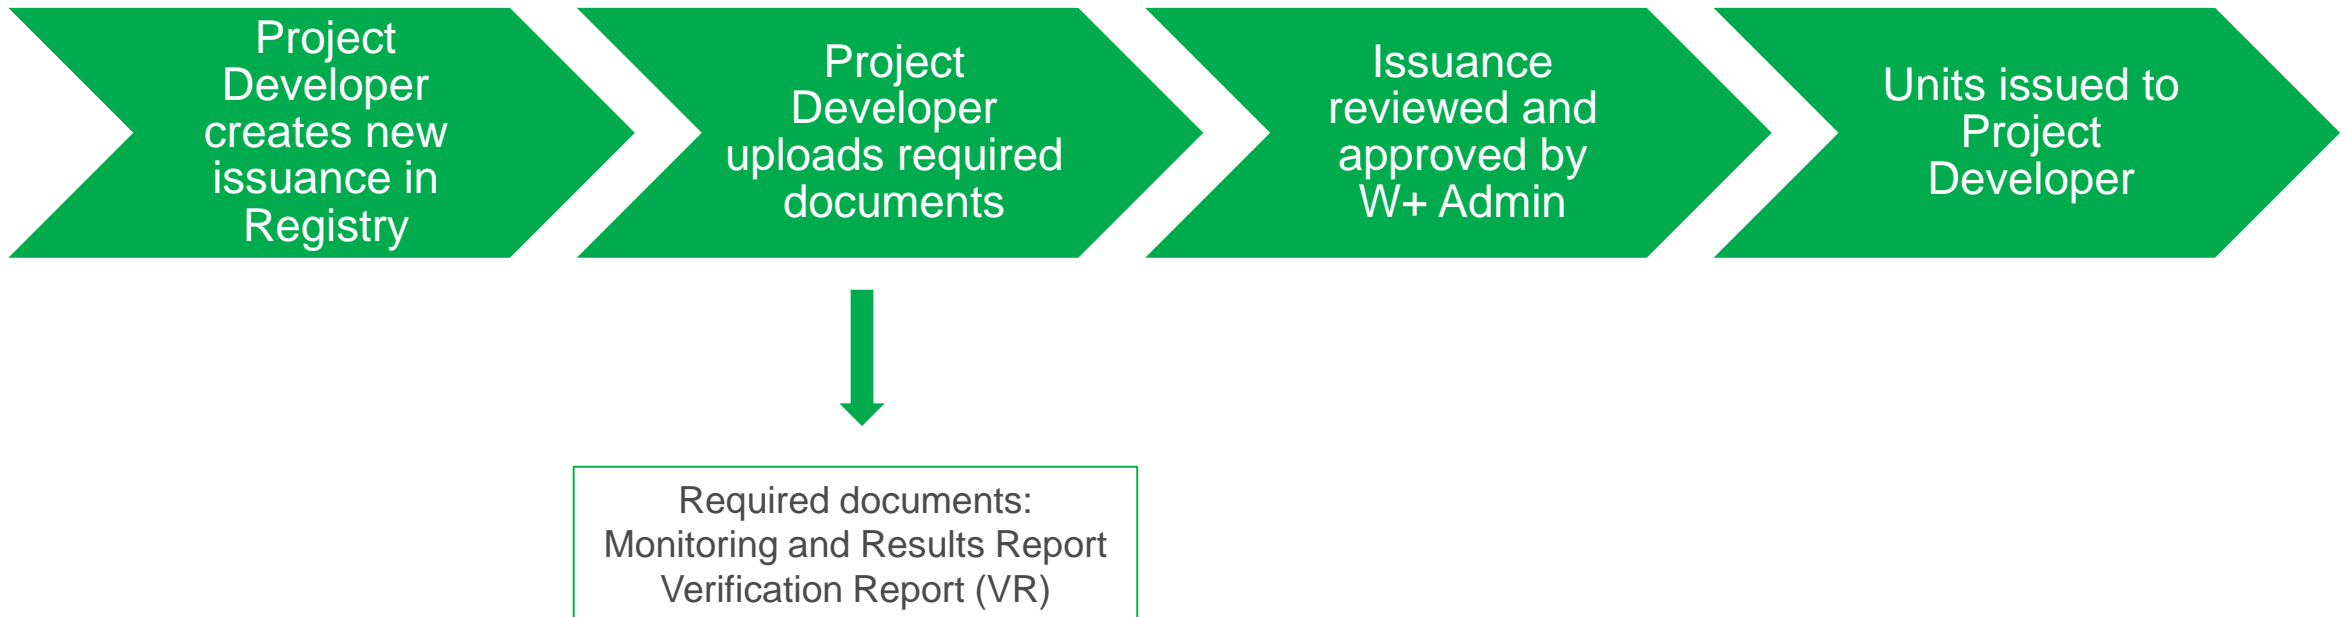 Project
Developer
creates new
issuance in
Registry
Project
Developer
uploads required
documents
Issuance
reviewed and
approved by
W+ Admin
Units issued to
Project
Developer
Required documents:
Monitoring and Results Report
Verification Report (VR)